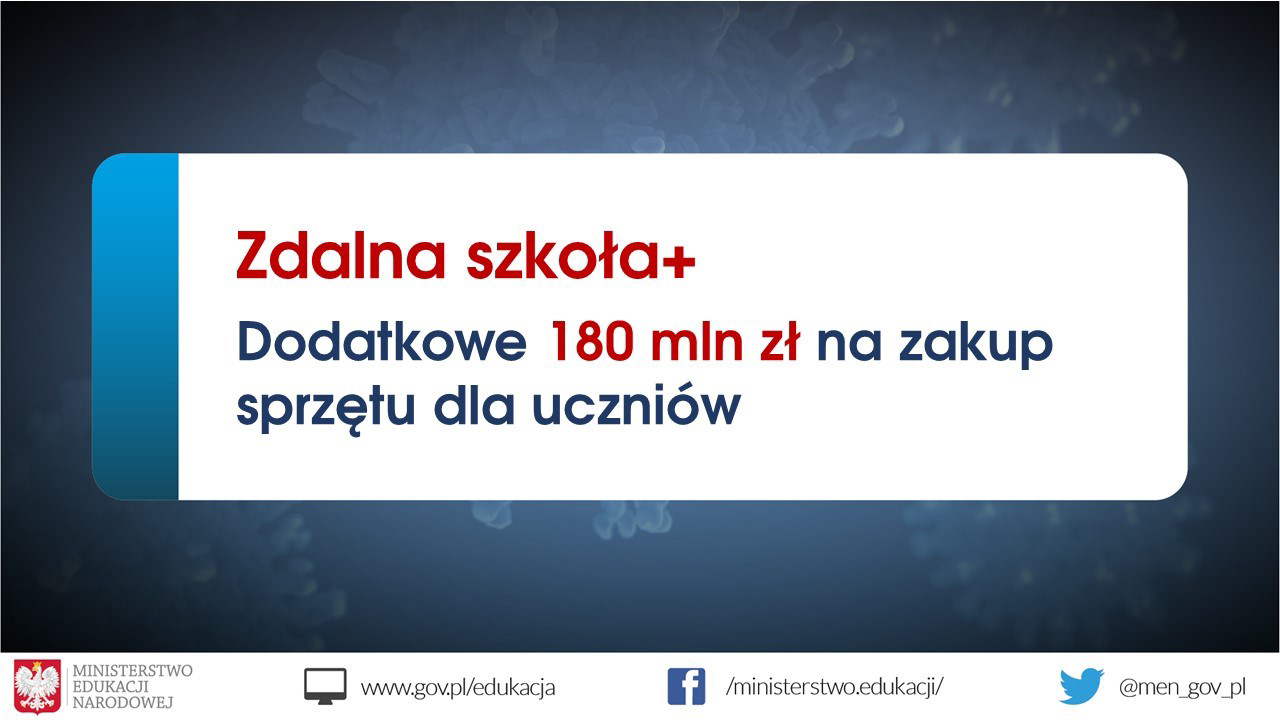 Zdalna szkoła+
Dodatkowe 180 mln zł na zakup
sprzętu dla uczniów
MINISTERSTWO
EDUKACJI
NARODOWEJ
www.gov.pl/edukacja
/ministerstwo.edukacji/
@men_gov_pl